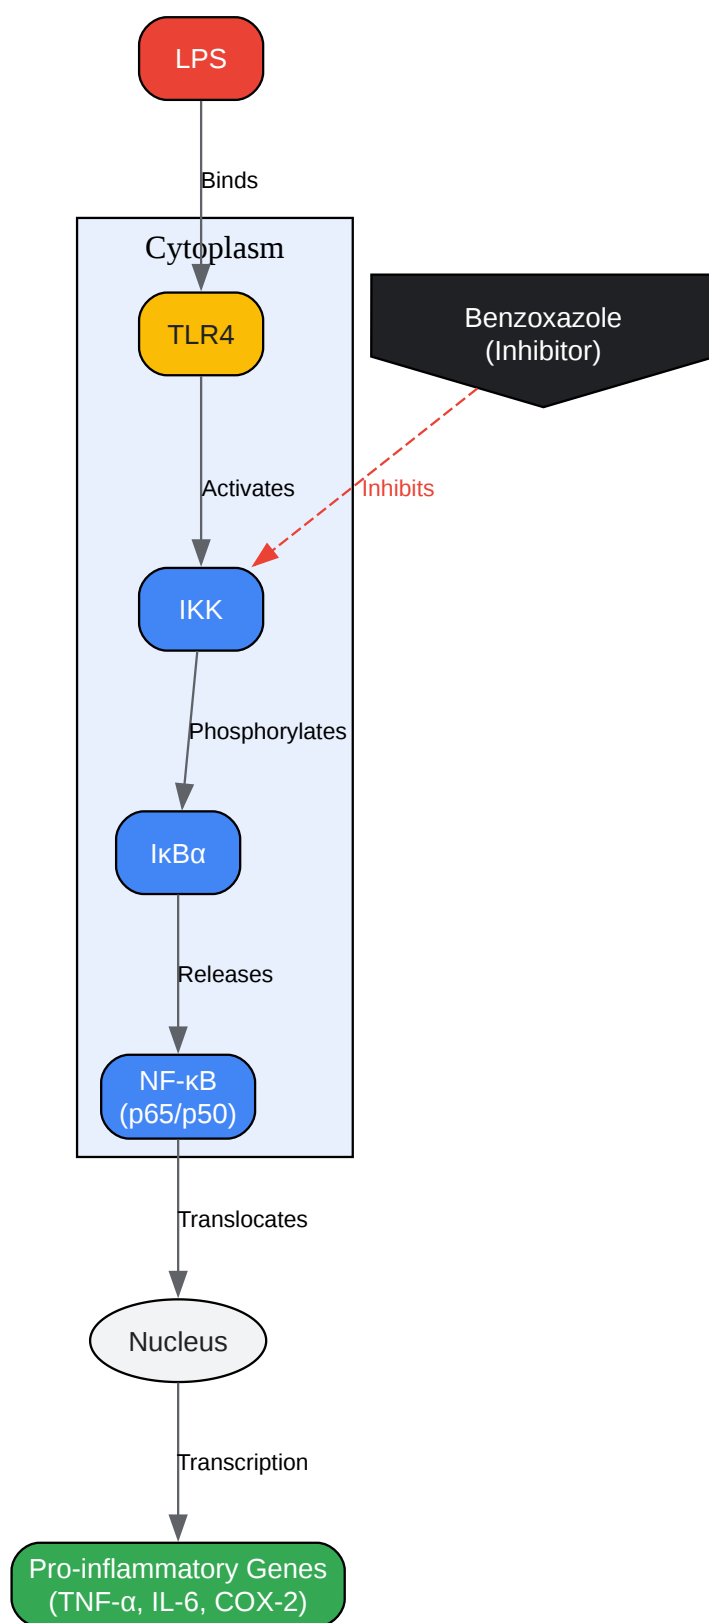 LPS
Binds
Cytoplasm
TLR4
Benzoxazole
(Inhibitor)
Activates
Inhibits
IKK
Phosphorylates
IκBα
Releases
NF-κB
(p65/p50)
Translocates
Nucleus
Transcription
Pro-inflammatory Genes
(TNF-α, IL-6, COX-2)